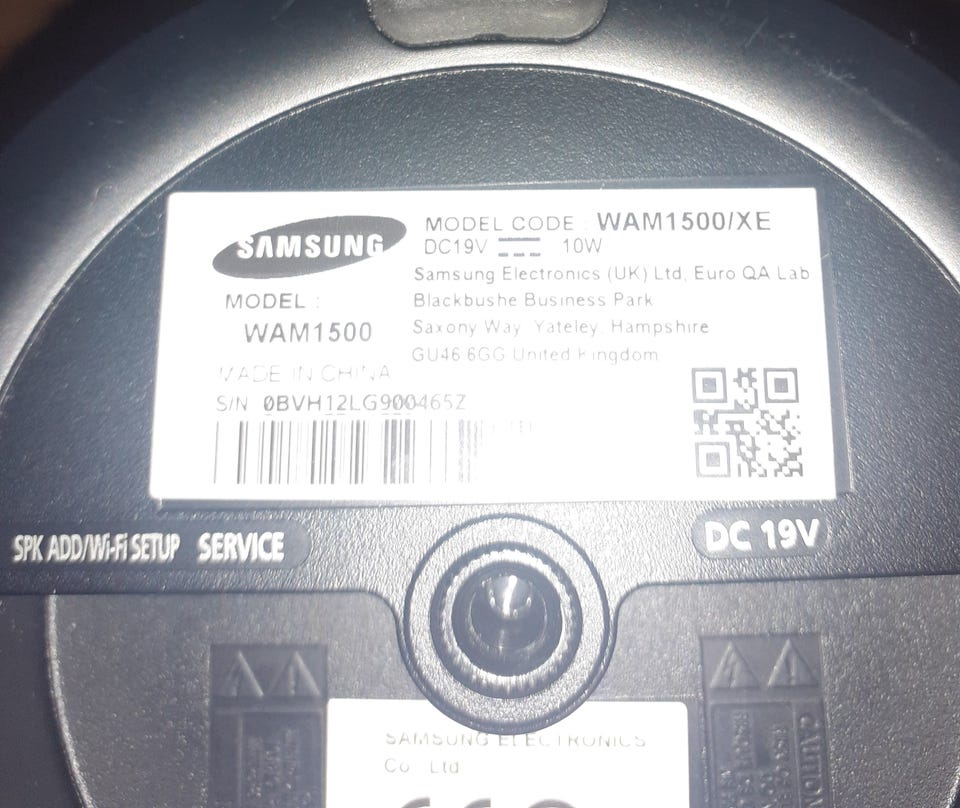 SAMSUNG
MODEL CODE : WAM1500/XE
DC19V 10W
Samsung Electronics (UK) Ltd, Euro QA Lab
Blackbushe Business Park
Saxony Way, Yateley, Hampshire
GU46 6GG United Kingdom
MODEL :
WAM1500
MADE IN CHINA
S/N 0BVH12LG900465Z
SPK ADD/Wi-Fi SETUP SERVICE
DC 19V
SAMSUNG ELECTRONICS
Co Ltd
CAUTION